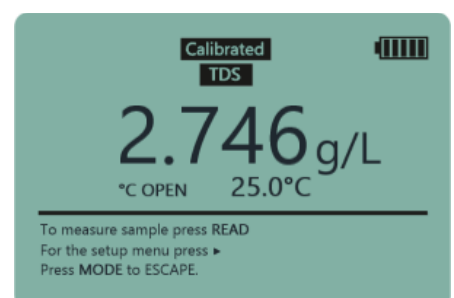 Calibrated
TDS
2.746 g/L
°C OPEN 25.0°C
To measure sample press READ
For the setup menu press ►
Press MODE to ESCAPE.